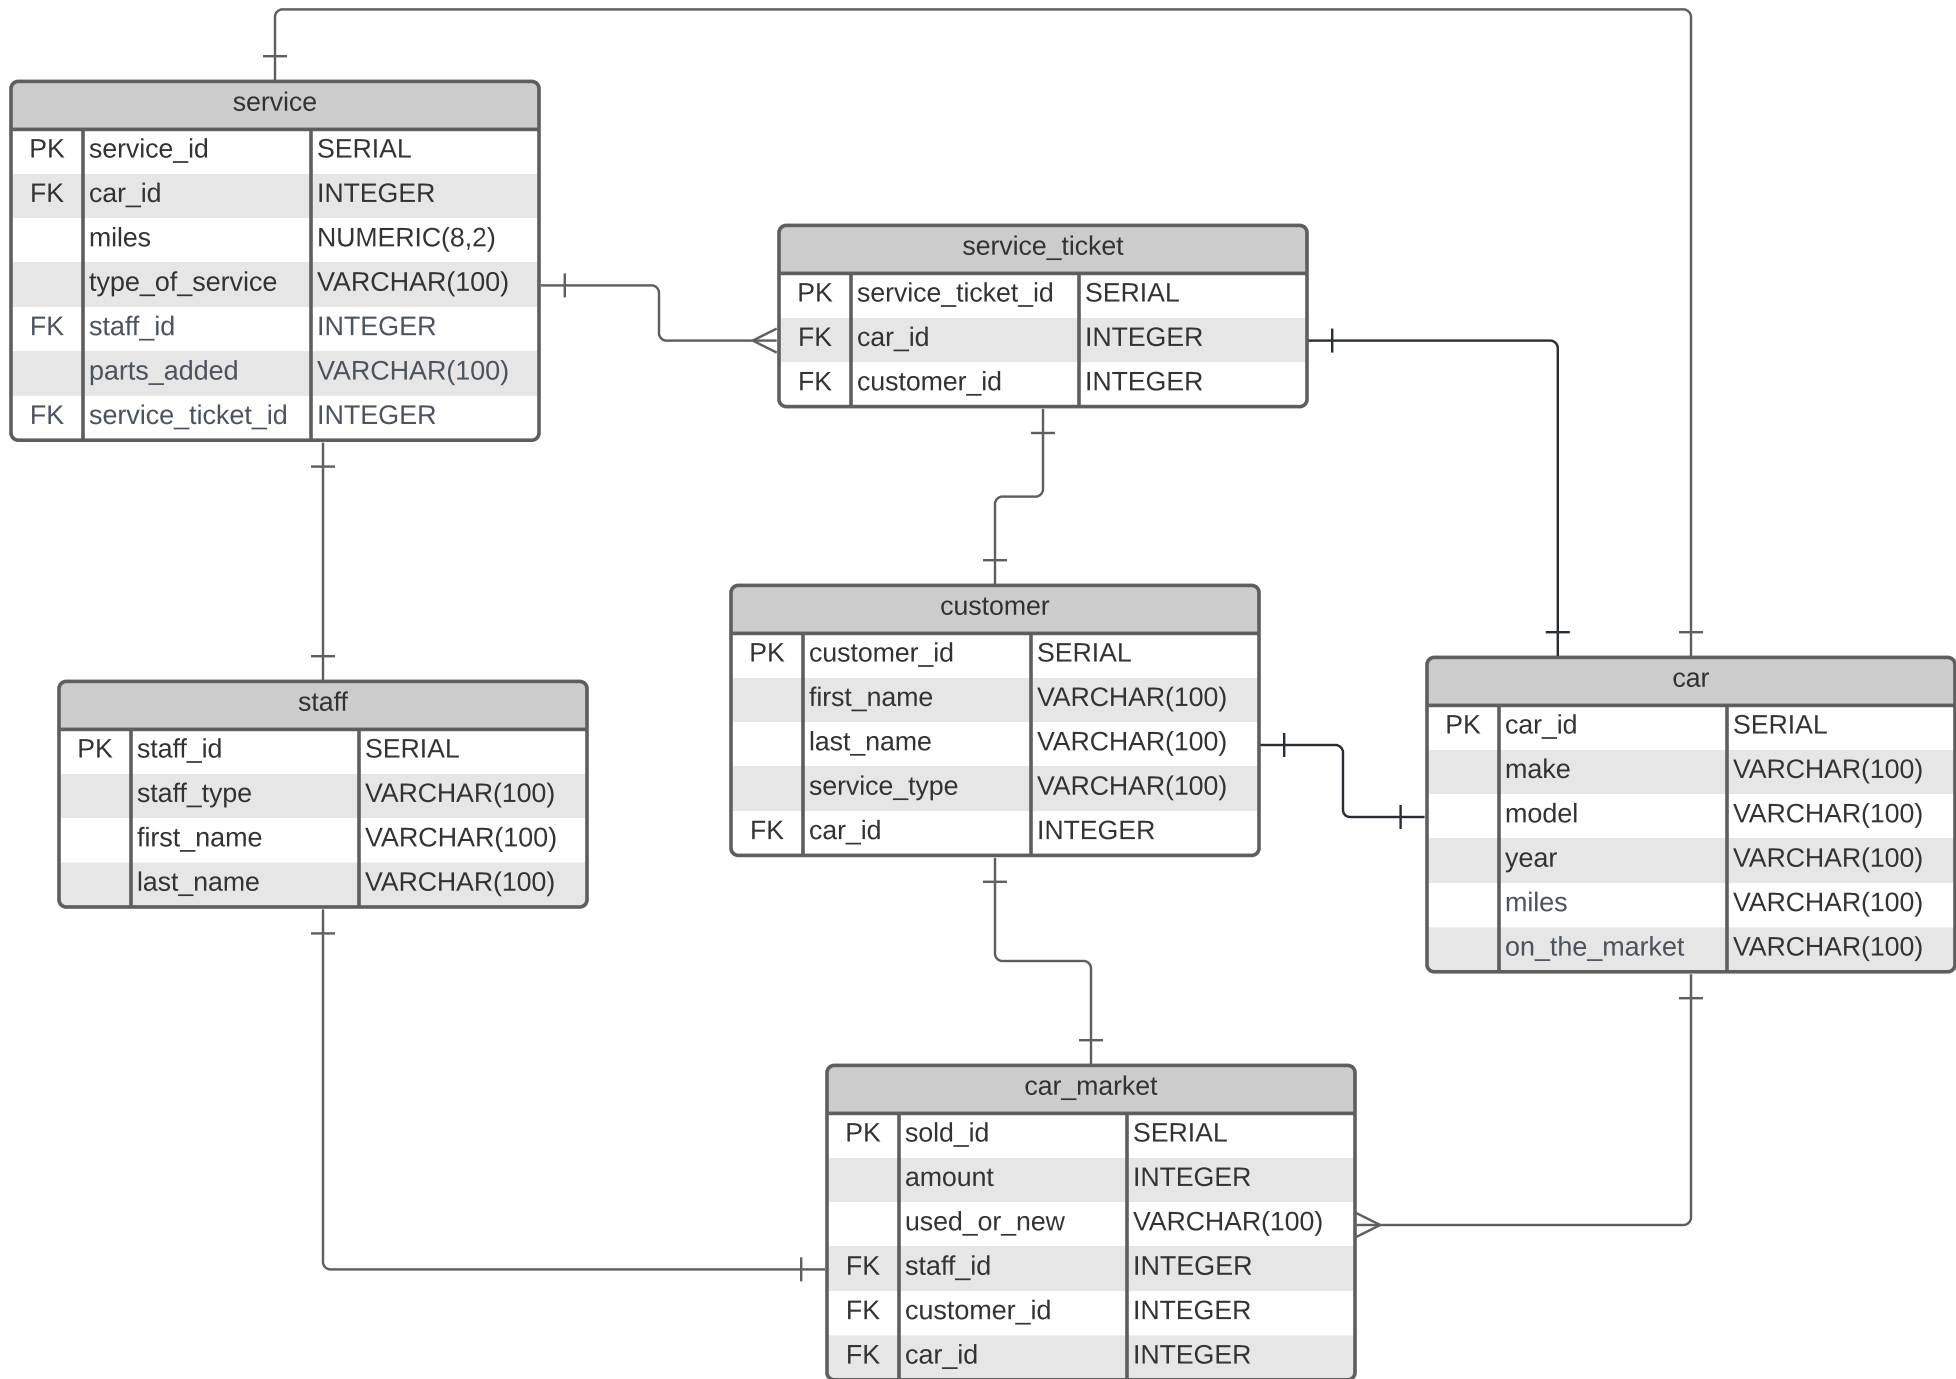 service
PK service_id SERIAL
FK car_id INTEGER
miles NUMERIC(8,2)
type_of_service VARCHAR(100)
FK staff_id INTEGER
parts_added VARCHAR(100)
FK service_ticket_id INTEGER
service_ticket
PK service_ticket_id SERIAL
FK car_id INTEGER
FK customer_id INTEGER
customer
PK customer_id SERIAL
first_name VARCHAR(100)
last_name VARCHAR(100)
service_type VARCHAR(100)
FK car_id INTEGER
staff
PK staff_id SERIAL
staff_type VARCHAR(100)
first_name VARCHAR(100)
last_name VARCHAR(100)
car
PK car_id SERIAL
make VARCHAR(100)
model VARCHAR(100)
year VARCHAR(100)
miles VARCHAR(100)
on_the_market VARCHAR(100)
car_market
PK sold_id SERIAL
amount INTEGER
used_or_new VARCHAR(100)
FK staff_id INTEGER
FK customer_id INTEGER
FK car_id INTEGER